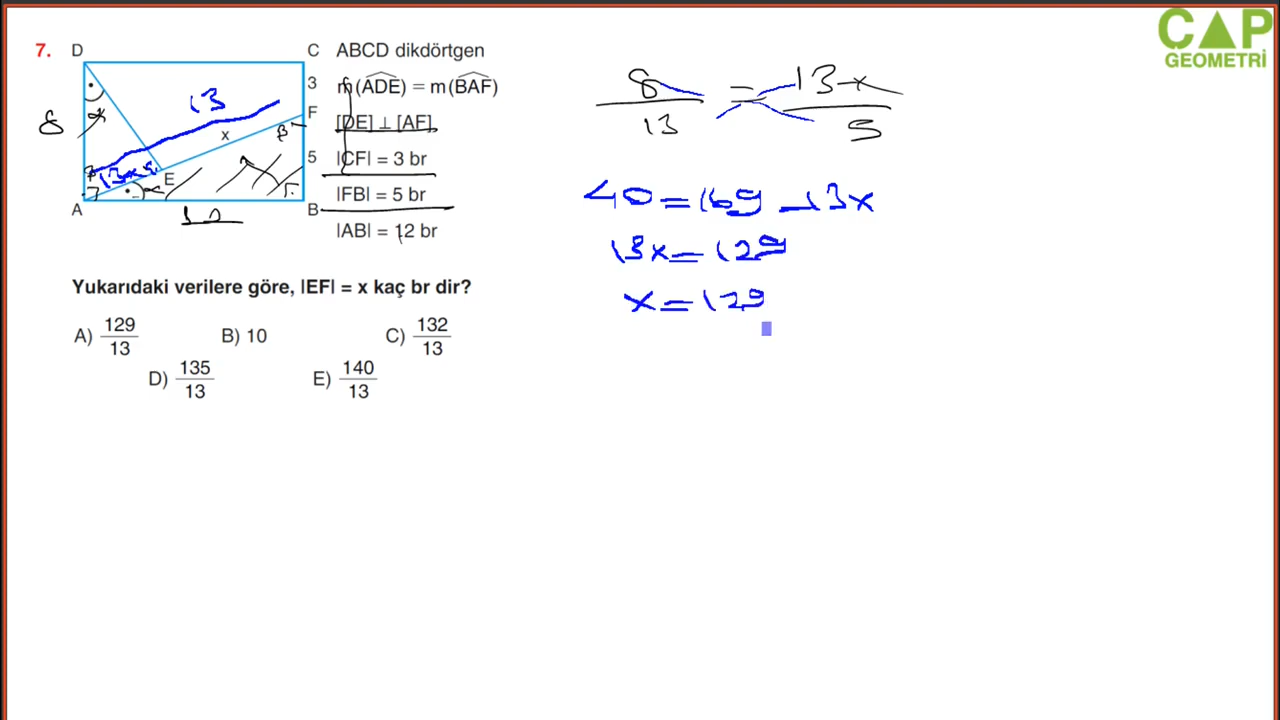 ÇAP
GEOMETRİ
7.
D
C
3
F
5
x
E
A
B
8
13
13-x
α
β
12
ABCD dikdörtgen
m(ADE) = m(BAF)
[DE] ⊥ [AF]
|CF| = 3 br
|FB| = 5 br
|AB| = 12 br
Yukarıdaki verilere göre, |EF| = x kaç br dir?
A) 129/13 B) 10 C) 132/13
D) 135/13 E) 140/13
8/13 = 13-x/5
40 = 169 - 13x
13x = 129
x = 129